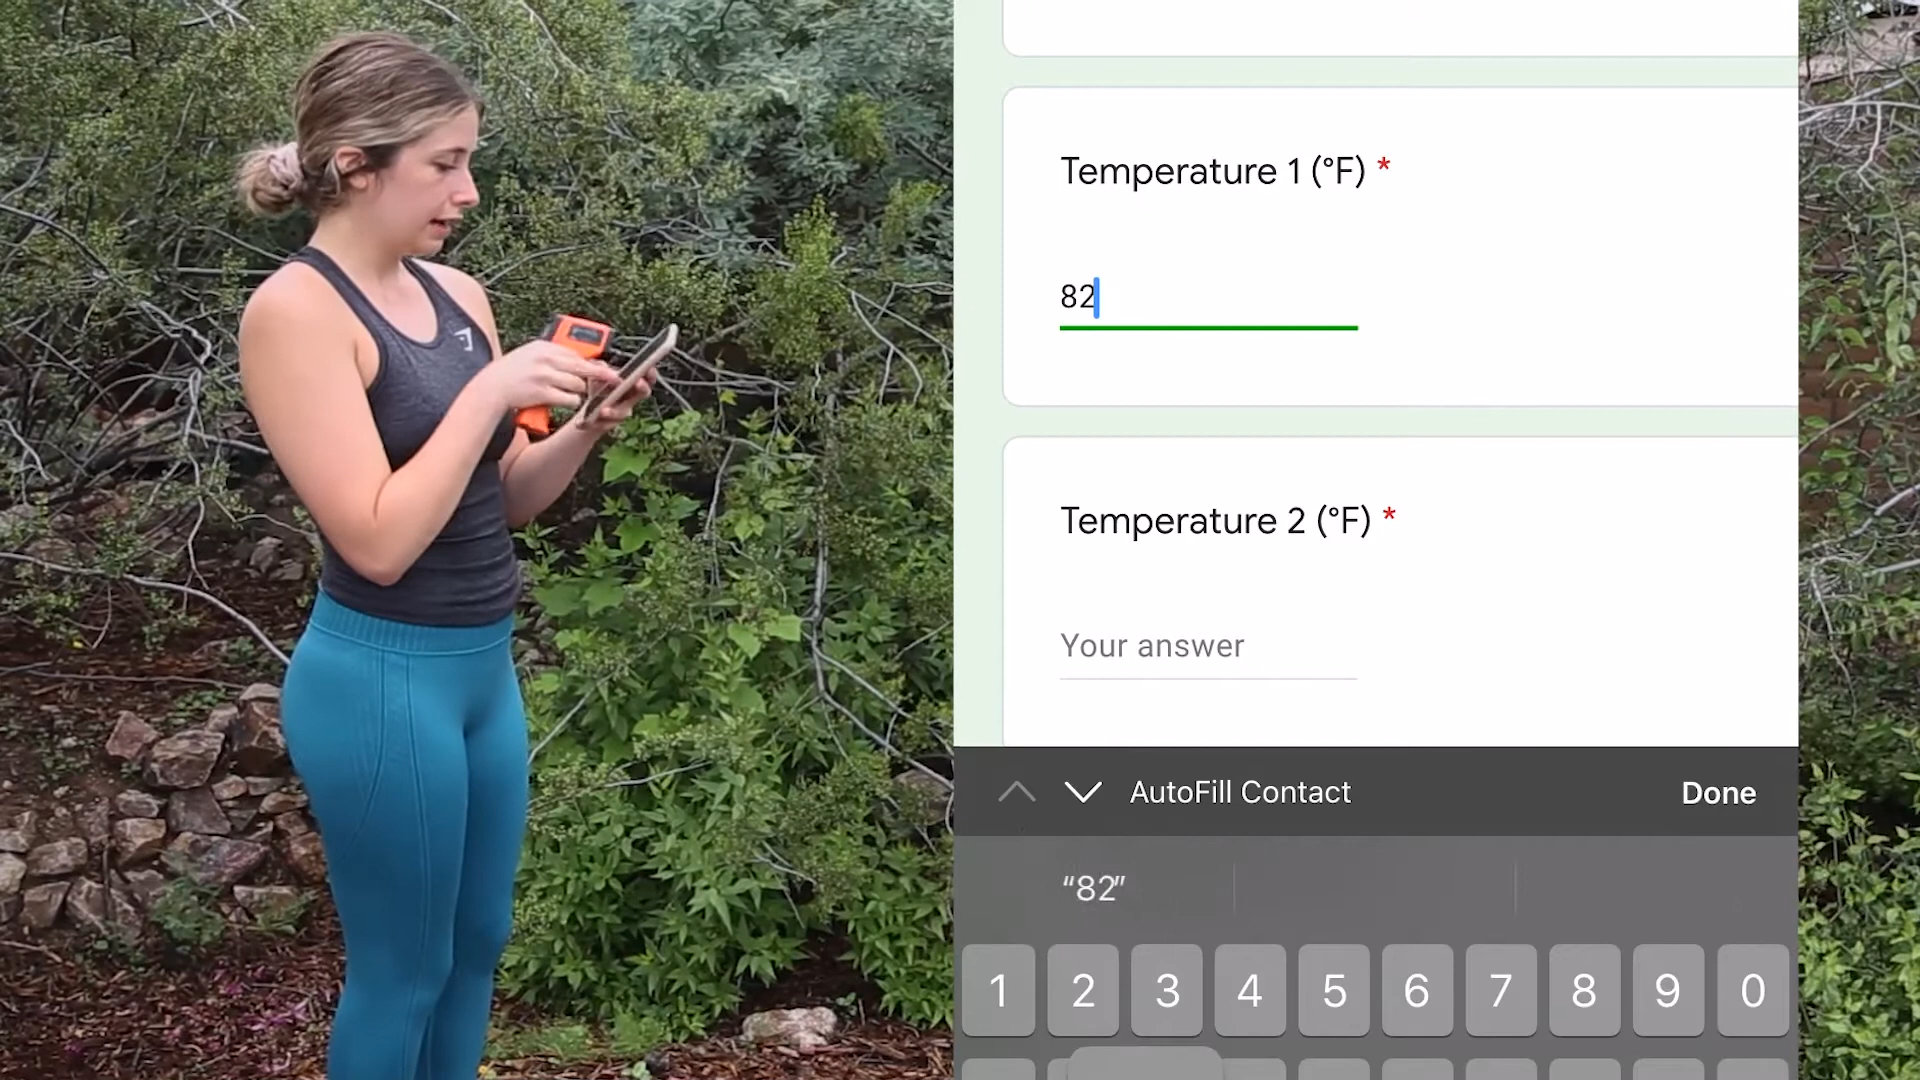 Temperature 1 (°F) *
82
Temperature 2 (°F) *
Your answer
AutoFill Contact
Done
“82”
1 2 3 4 5 6 7 8 9 0